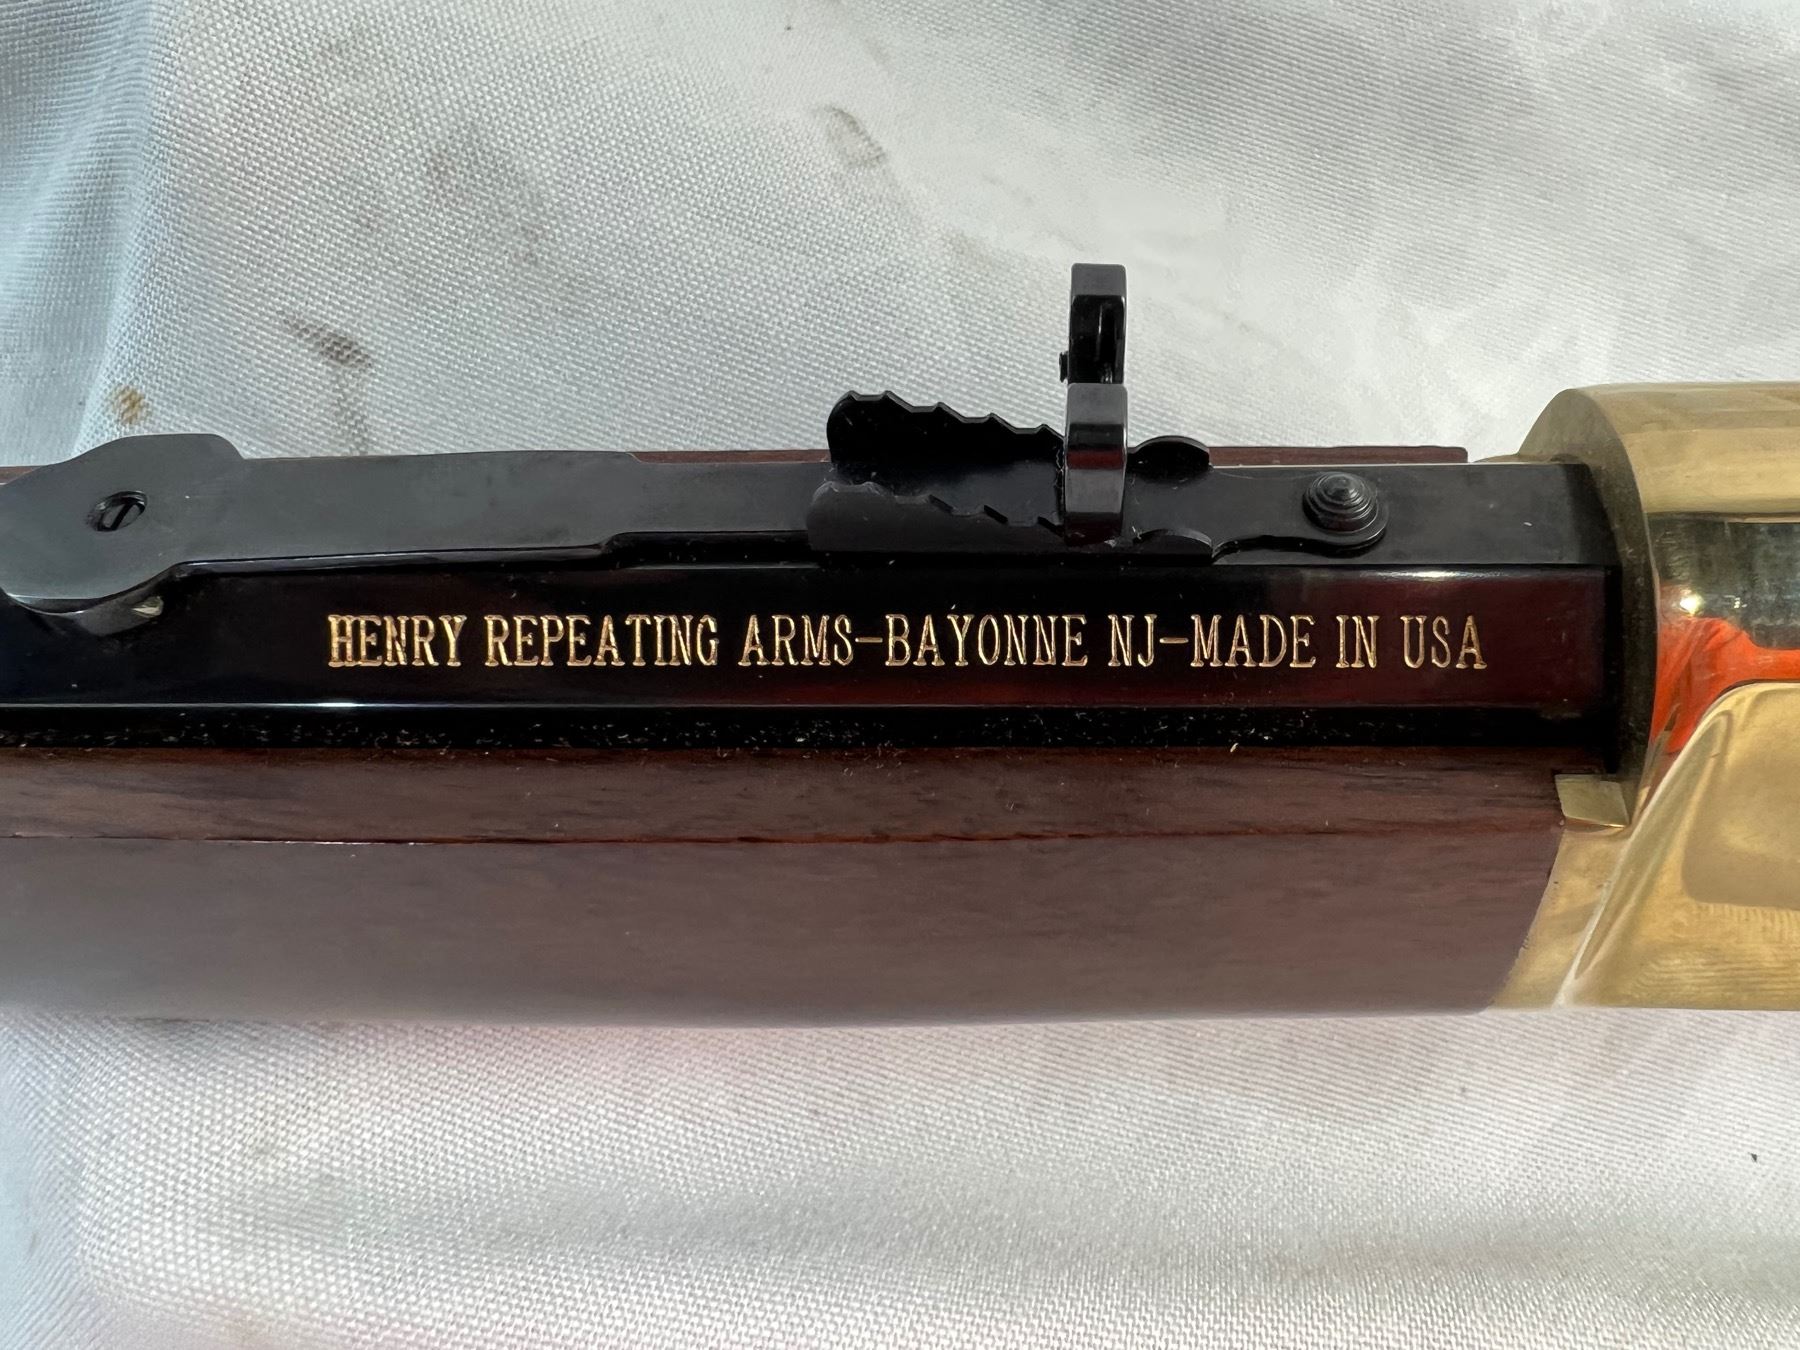 HENRY REPEATING ARMS-BAYONNE NJ-MADE IN USA